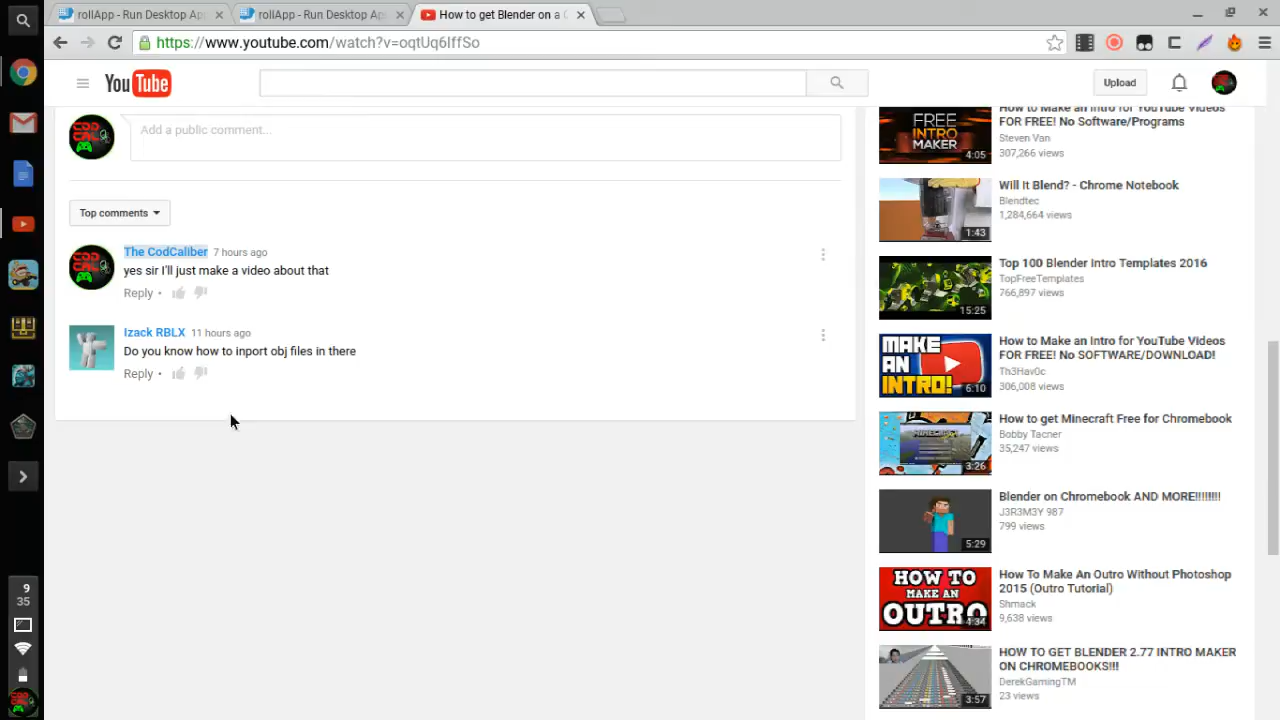 rollApp - Run Desktop Aps
rollApp - Run Desktop Aps
How to get Blender on a C
https://www.youtube.com/watch?v=oqtUq6IffSo
YouTube
Upload
Add a public comment...
Top comments
The CodCaliber 7 hours ago
yes sir I'll just make a video about that
Reply •
Izack RBLX 11 hours ago
Do you know how to inport obj files in there
Reply •
FREE
INTRO
MAKER
4:05
How to Make an Intro for YouTube Videos
FOR FREE! No Software/Programs
Steven Van
307,266 views
1:43
Will It Blend? - Chrome Notebook
Blendtec
1,284,664 views
15:25
Top 100 Blender Intro Templates 2016
TopFreeTemplates
766,897 views
MAKE
AN
INTRO!
6:10
How to Make an Intro for YouTube Videos
FOR FREE! No SOFTWARE/DOWNLOAD!
Th3Hav0c
306,008 views
3:26
How to get Minecraft Free for Chromebook
Bobby Tacner
35,247 views
5:29
Blender on Chromebook AND MORE!!!!!!!!
J3R3M3Y 987
799 views
HOW TO
MAKE AN
OUTRO
4:34
How To Make An Outro Without Photoshop
2015 (Outro Tutorial)
Shmack
9,638 views
3:57
HOW TO GET BLENDER 2.77 INTRO MAKER
ON CHROMEBOOKS!!!
DerekGamingTM
23 views
9
35